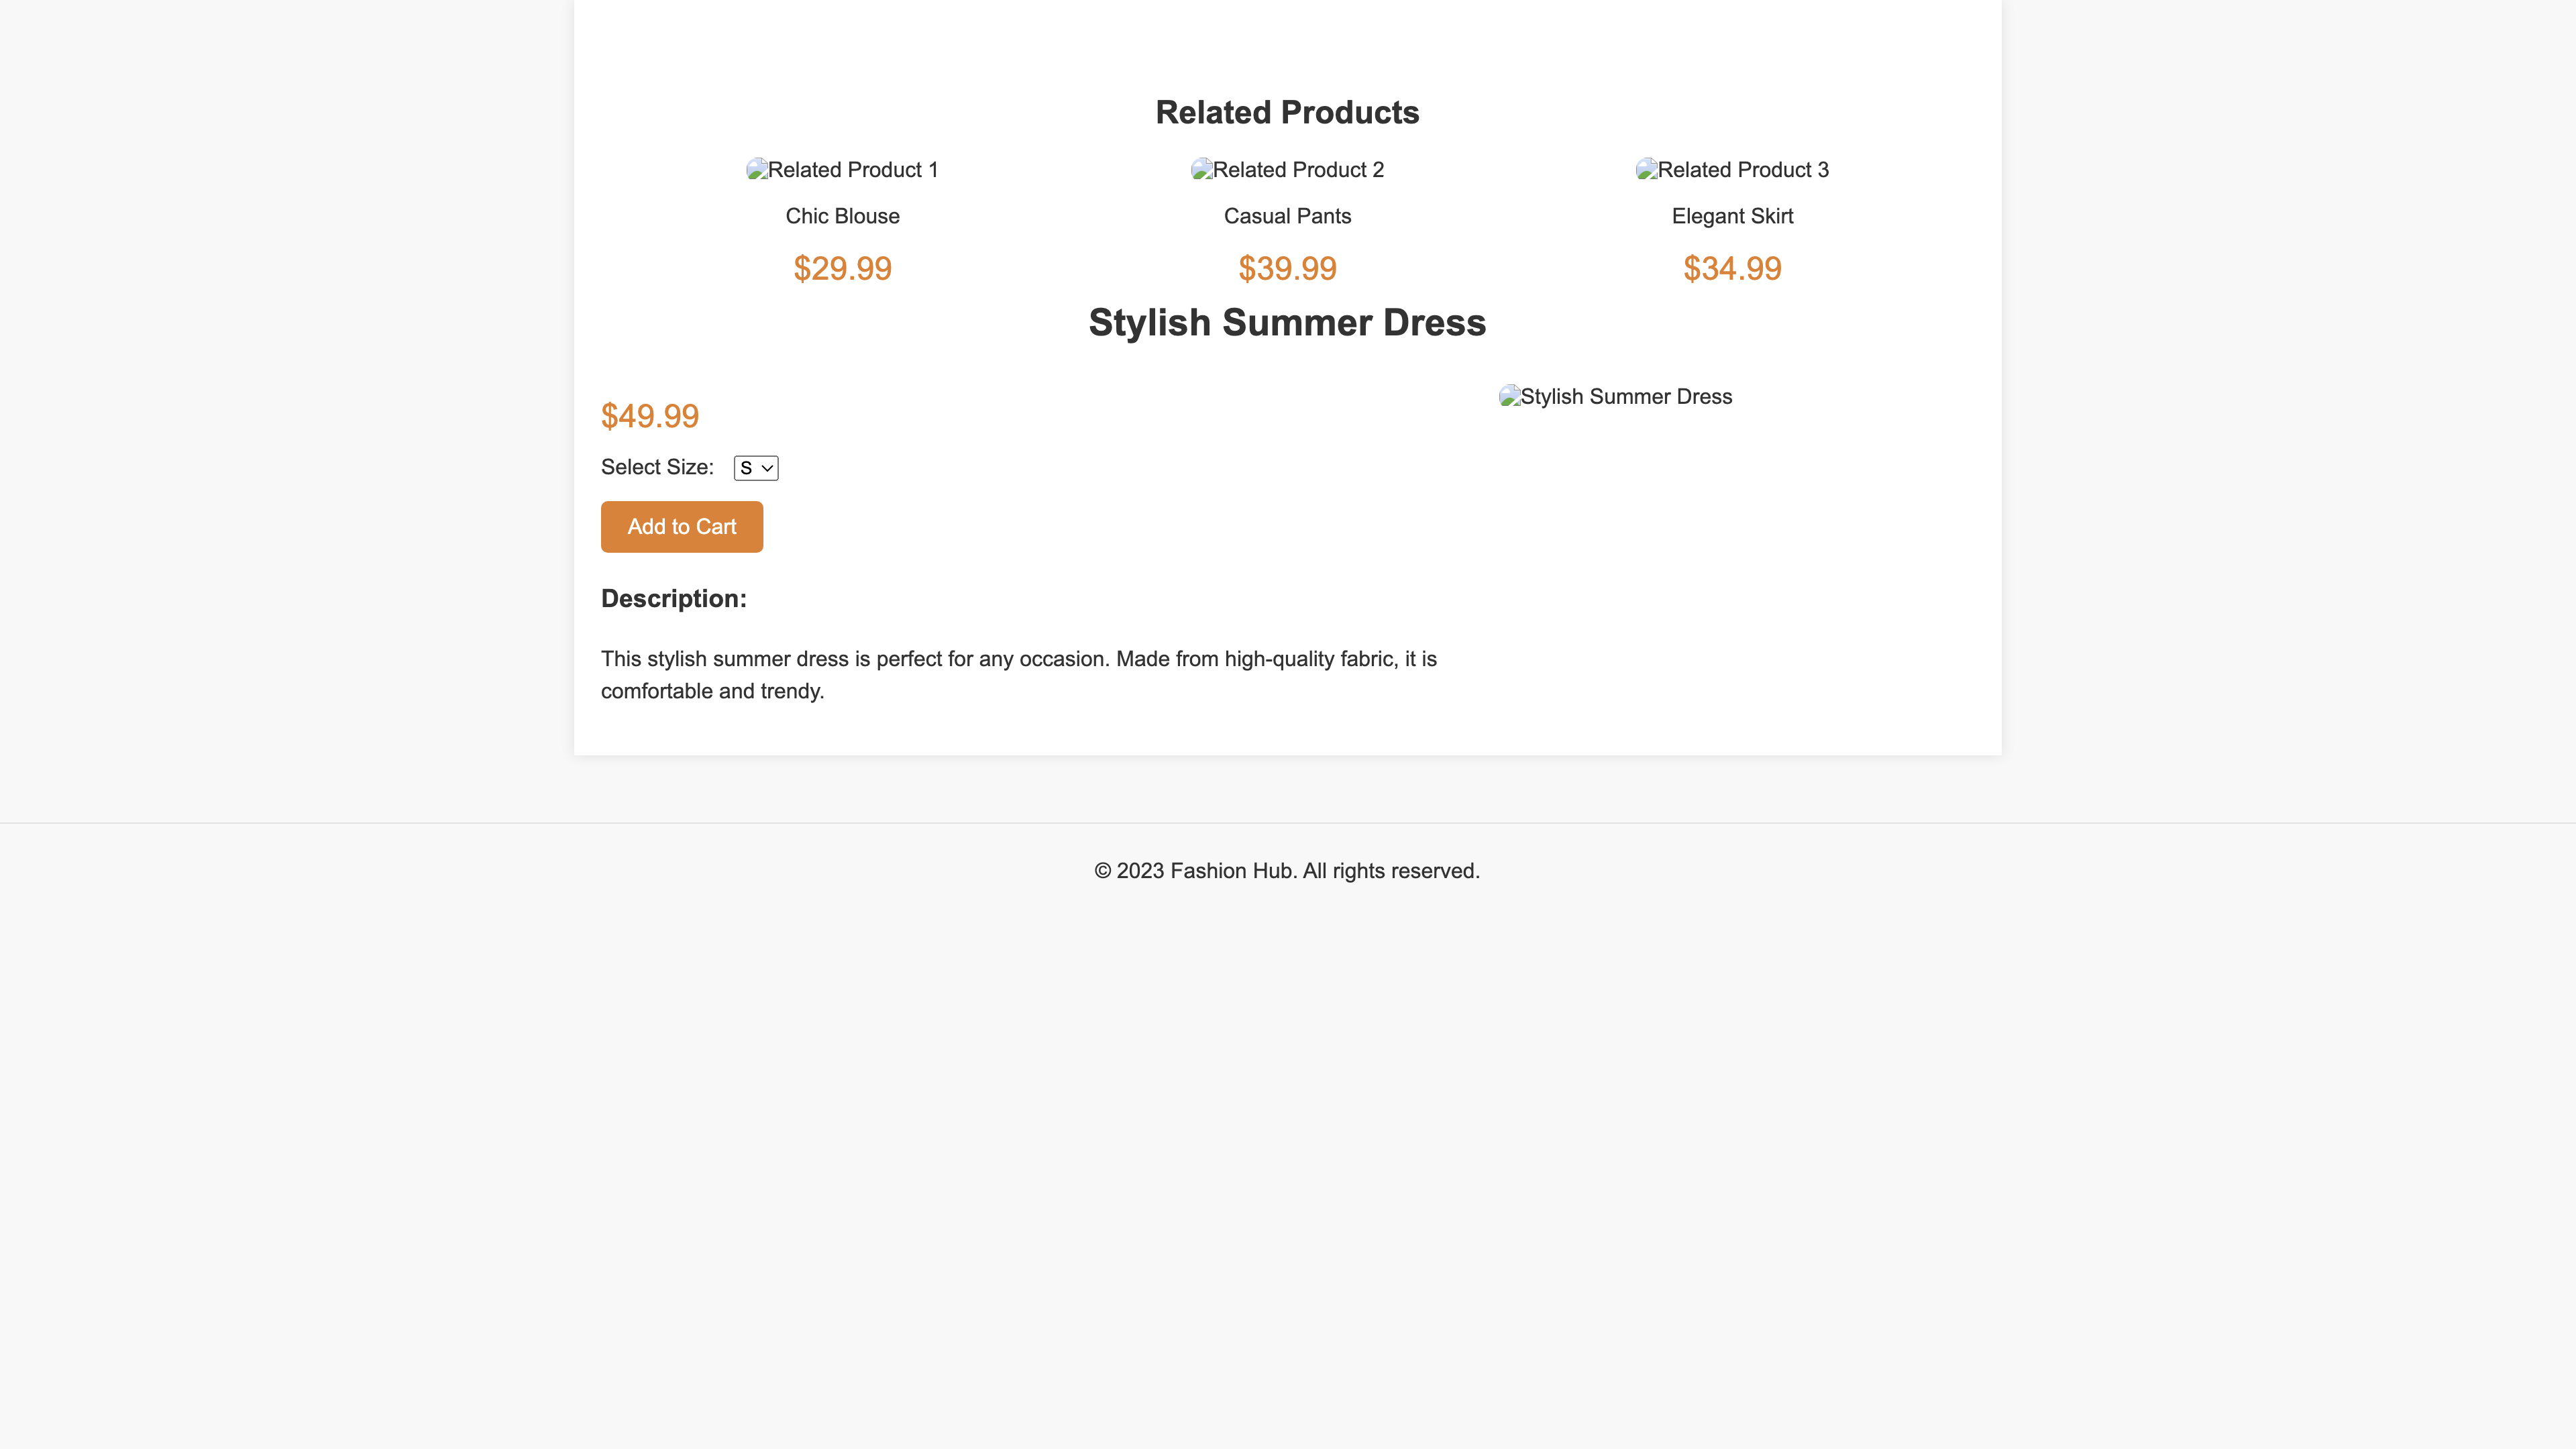 Related Products
Related Product 1
Related Product 2
Related Product 3
Chic Blouse
Casual Pants
Elegant Skirt
$29.99
$39.99
$34.99
Stylish Summer Dress
$49.99
Stylish Summer Dress
Select Size: S
Add to Cart
Description:
This stylish summer dress is perfect for any occasion. Made from high-quality fabric, it is
comfortable and trendy.
© 2023 Fashion Hub. All rights reserved.